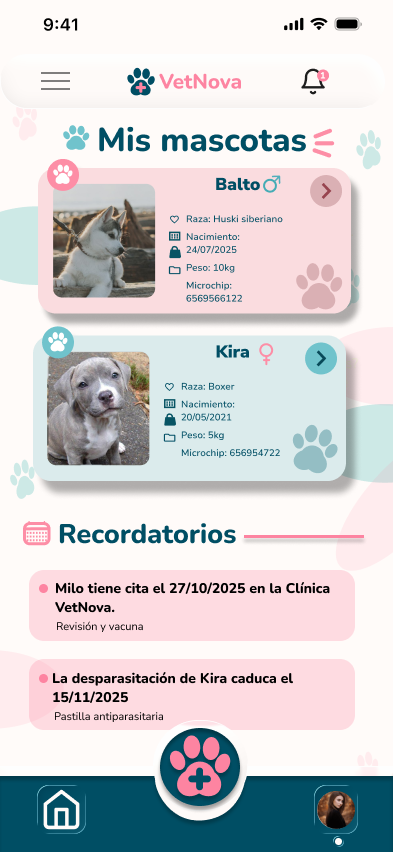 9:41
VetNova
1
Mis mascotas
Balto
Raza: Huski siberiano
Nacimiento:
24/07/2025
Peso: 10kg
Microchip:
6569566122
Kira
Raza: Boxer
Nacimiento:
20/05/2021
Peso: 5kg
Microchip: 656954722
Recordatorios
Milo tiene cita el 27/10/2025 en la Clínica
VetNova.
Revisión y vacuna
La desparasitación de Kira caduca el
15/11/2025
Pastilla antiparasitaria